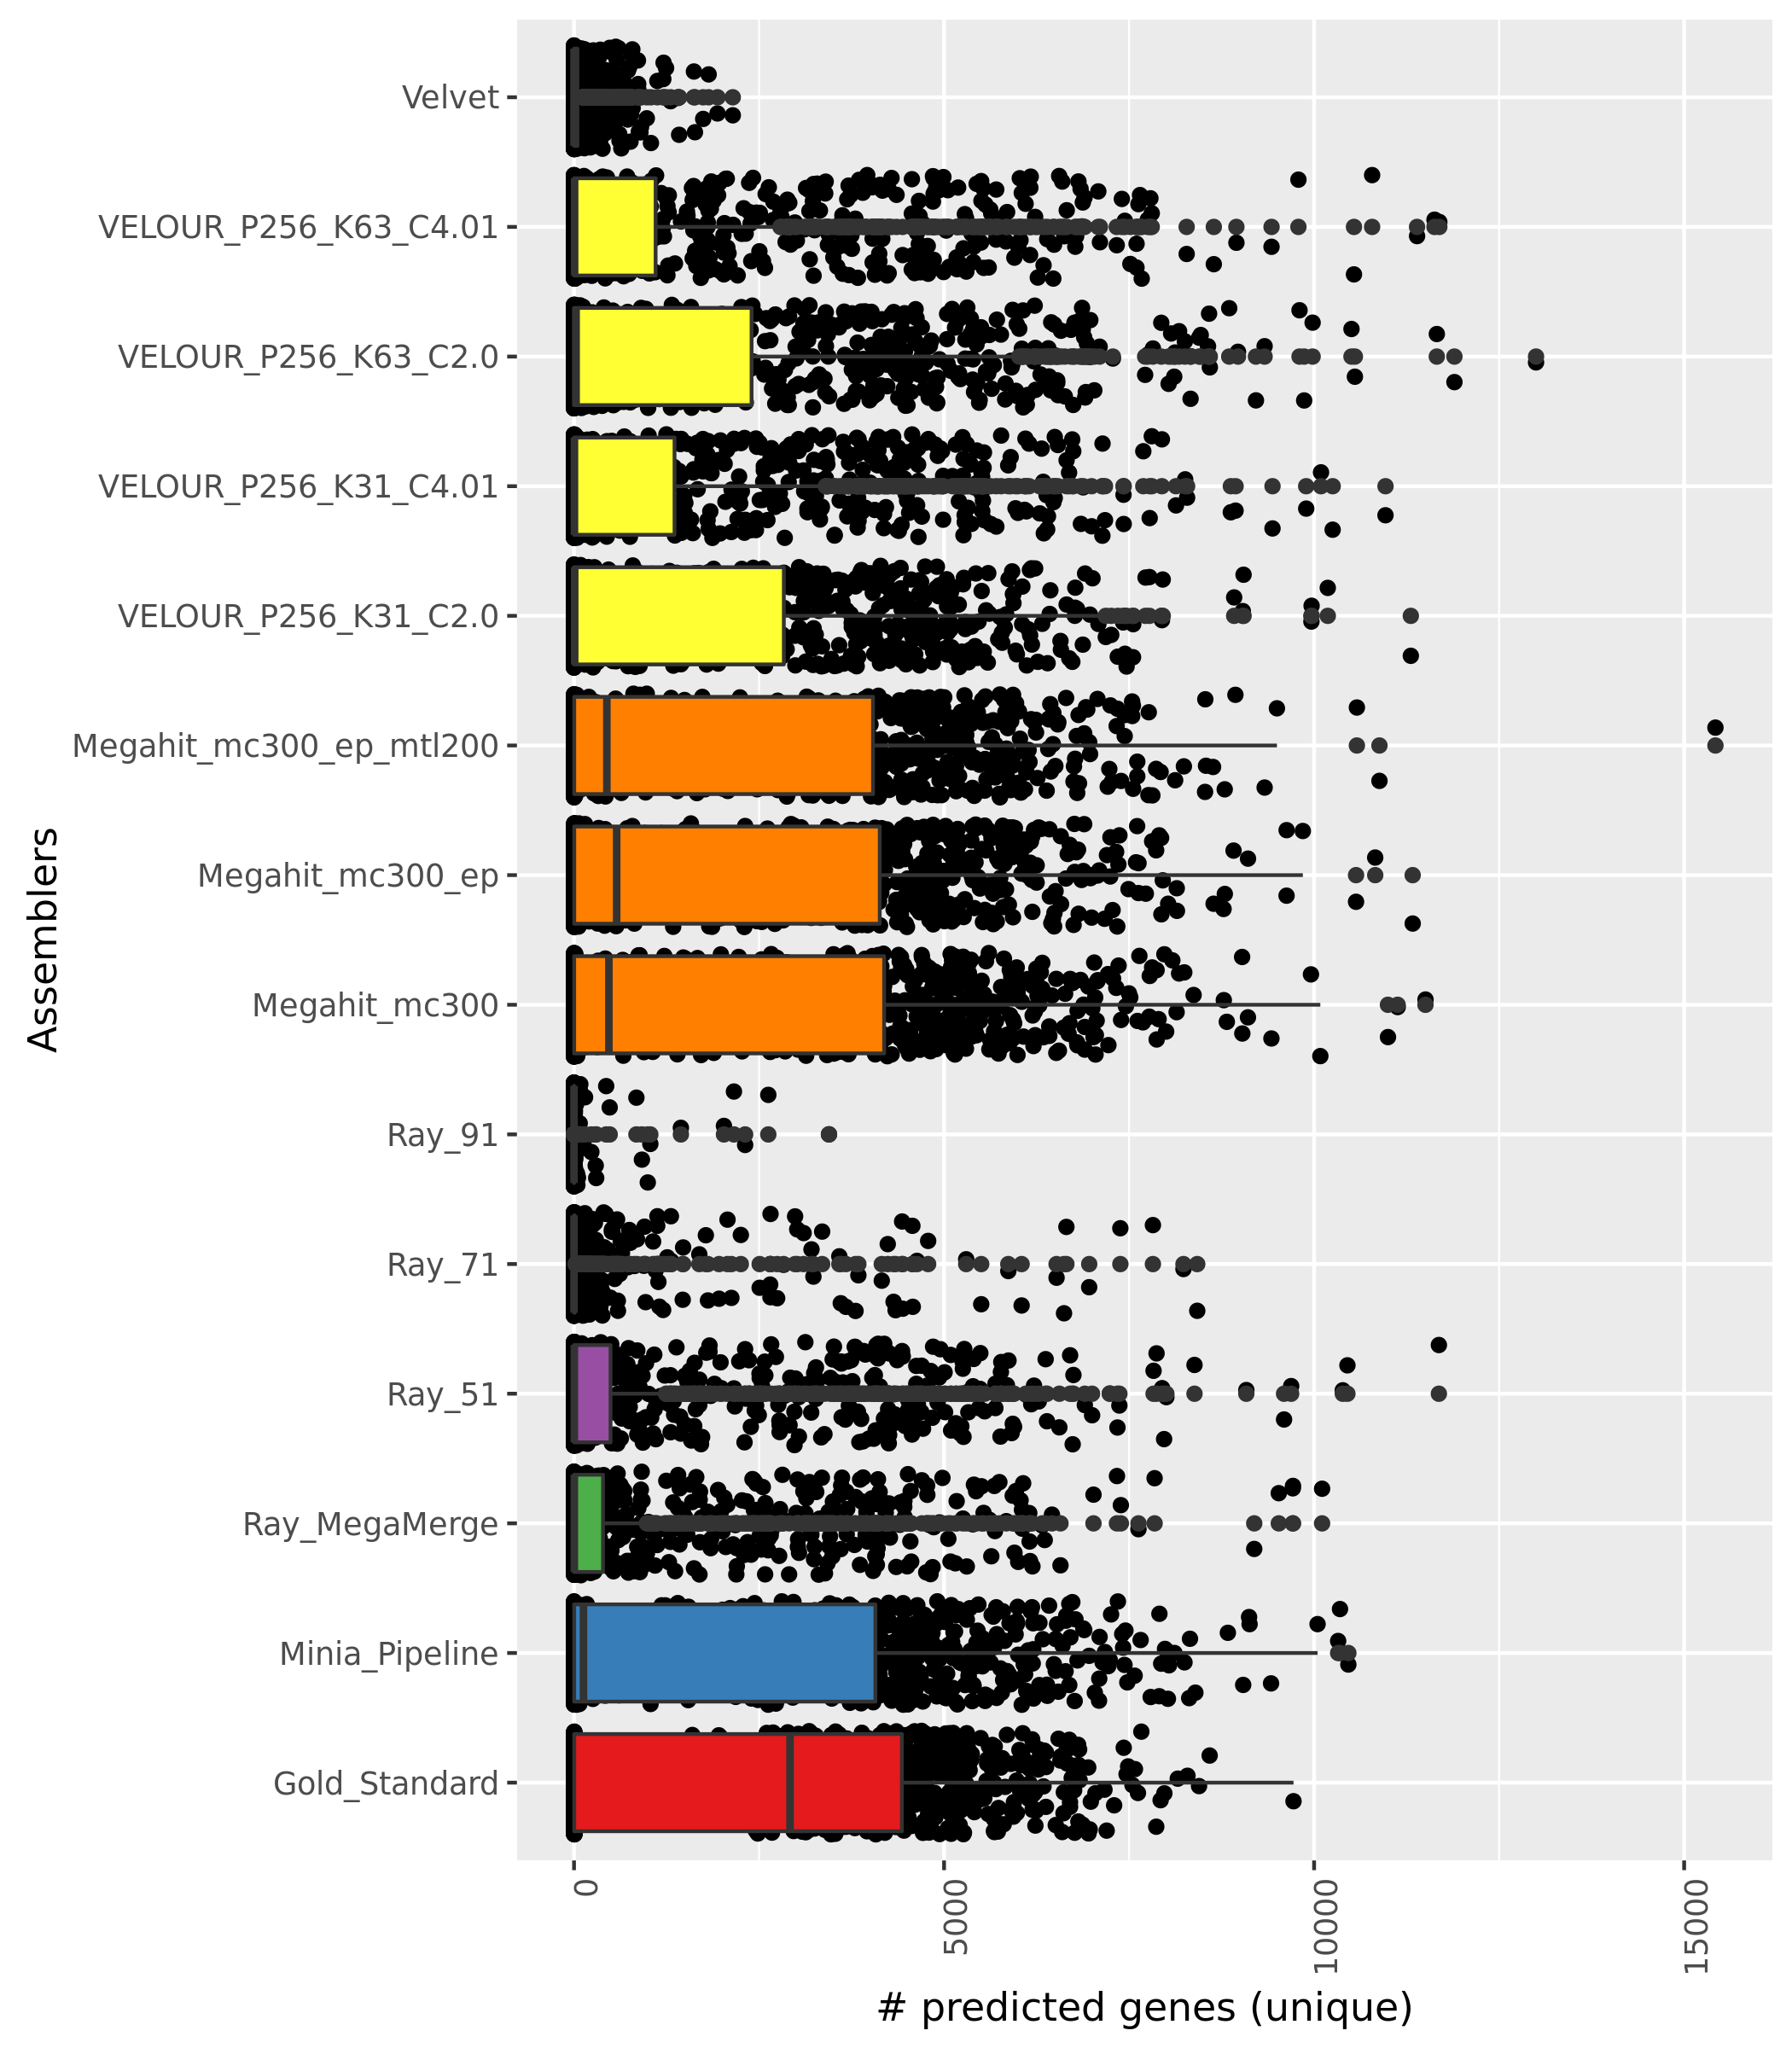 Velvet
VELOUR_P256_K63_C4.01
VELOUR_P256_K63_C2.0
VELOUR_P256_K31_C4.01
VELOUR_P256_K31_C2.0
Megahit_mc300_ep_mtl200
Megahit_mc300_ep
Megahit_mc300
Ray_91
Ray_71
Ray_51
Ray_MegaMerge
Minia_Pipeline
Gold_Standard
Assemblers
0
5000
10000
15000
# predicted genes (unique)